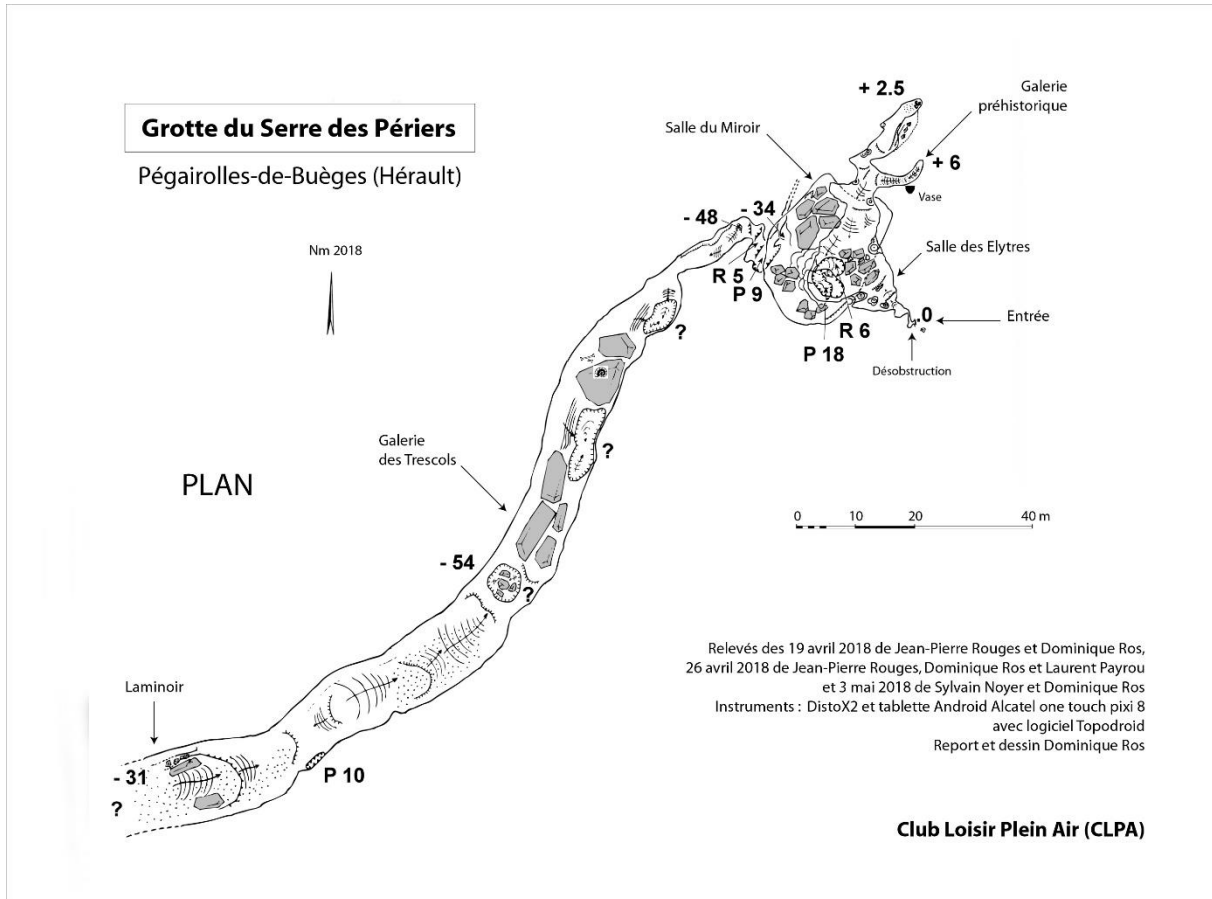 Grotte du Serre des Périers
Pégairolles-de-Buèges (Hérault)
Nm 2018
PLAN
+ 2.5
Galerie
préhistorique
Salle du Miroir
+ 6
Vase
- 34
- 48
Salle des Elytres
R 5
P 9
.0
Entrée
R 6
P 18
Désobstruction
?
?
Galerie
des Trescols
0 10 20 40 m
- 54
?
Laminoir
- 31
?
P 10
Relevés des 19 avril 2018 de Jean-Pierre Rouges et Dominique Ros,
26 avril 2018 de Jean-Pierre Rouges, Dominique Ros et Laurent Payrou
et 3 mai 2018 de Sylvain Noyer et Dominique Ros
Instruments : DistoX2 et tablette Android Alcatel one touch pixi 8
avec logiciel Topodroid
Report et dessin Dominique Ros
Club Loisir Plein Air (CLPA)